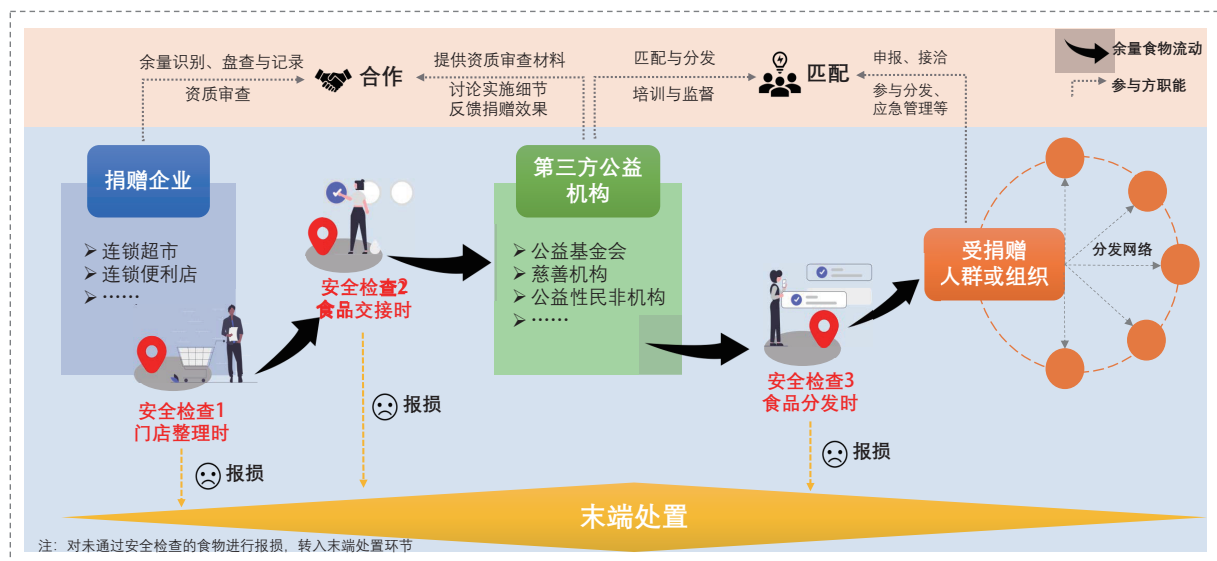 余量识别、盘查与记录
资质审查
合作
提供资质审查材料
讨论实施细节
反馈捐赠效果
匹配与分发
培训与监督
匹配
申报、接洽
参与分发、
应急管理等
余量食物流动
参与方职能
捐赠企业
➢ 连锁超市
➢ 连锁便利店
➢ ······
安全检查1
门店整理时
报损
安全检查2
食品交接时
报损
第三方公益
机构
➢ 公益基金会
➢ 慈善机构
➢ 公益性民非机构
➢ ······
安全检查3
食品分发时
报损
受捐赠
人群或组织
分发网络
末端处置
注：对未通过安全检查的食物进行报损，转入末端处置环节